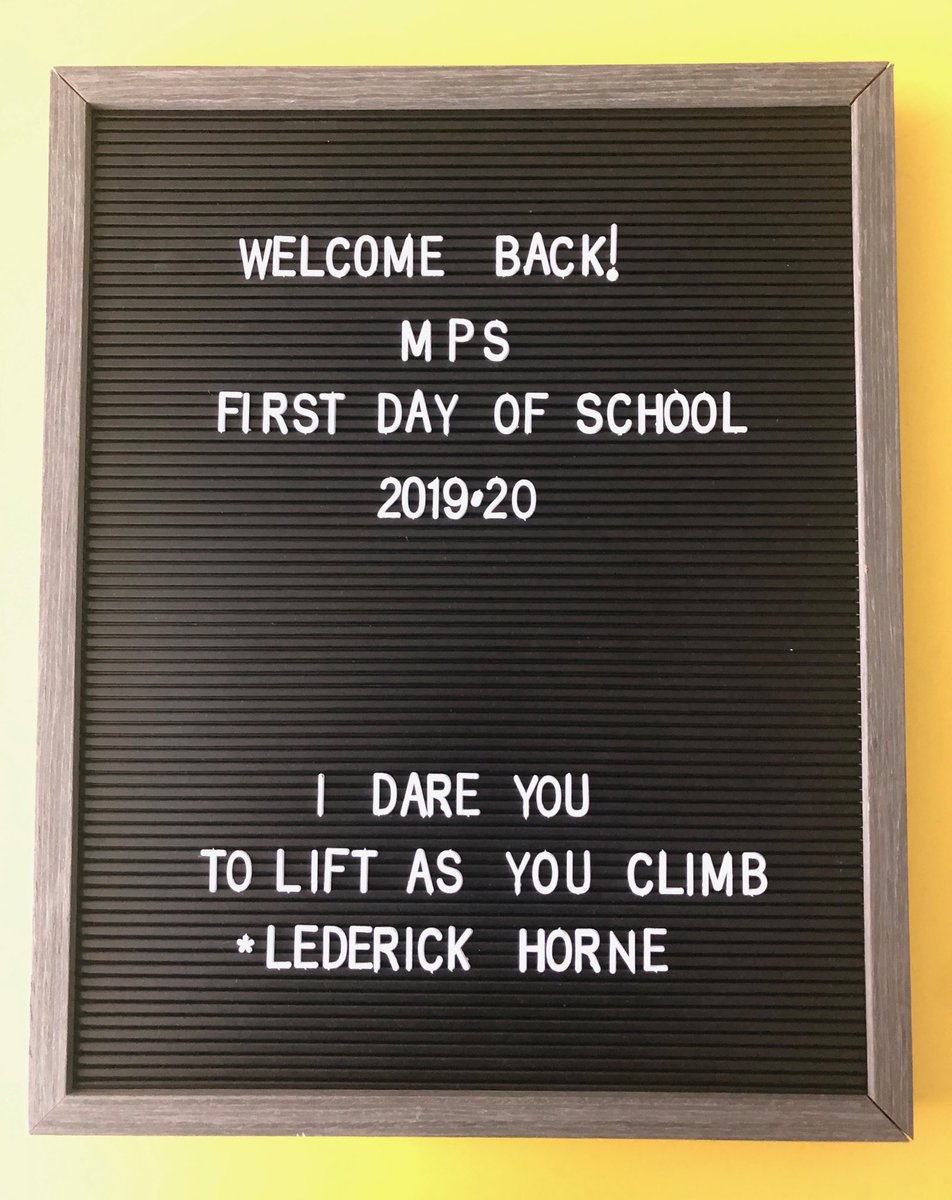 WELCOME BACK!
MPS
FIRST DAY OF SCHOOL
2019•20
I DARE YOU
TO LIFT AS YOU CLIMB
*LEDERICK HORNE